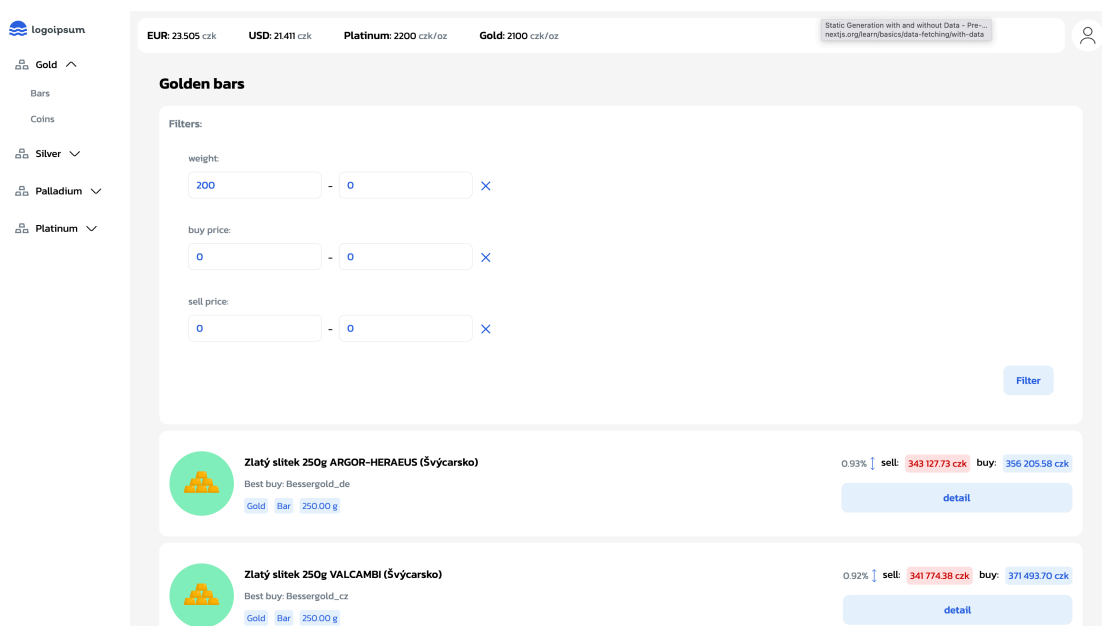 logoipsum
EUR: 23.505 czk
USD: 21.411 czk
Platinum: 2200 czk/oz
Gold: 2100 czk/oz
Static Generation with and without Data - Pre-...
nextjs.org/learn/basics/data-fetching/with-data
Gold
Bars
Coins
Silver
Palladium
Platinum
Golden bars
Filters:
weight:
200 - 0
buy price:
0 - 0
sell price:
0 - 0
Filter
Zlatý slitek 250g ARGOR-HERAEUS (Švýcarsko)
Best buy: Bessergold_de
Gold Bar 250.00 g
0.93% sell: 343 127.73 czk buy: 356 205.58 czk
detail
Zlatý slitek 250g VALCAMBI (Švýcarsko)
Best buy: Bessergold_cz
Gold Bar 250.00 g
0.92% sell: 341 774.38 czk buy: 371 493.70 czk
detail